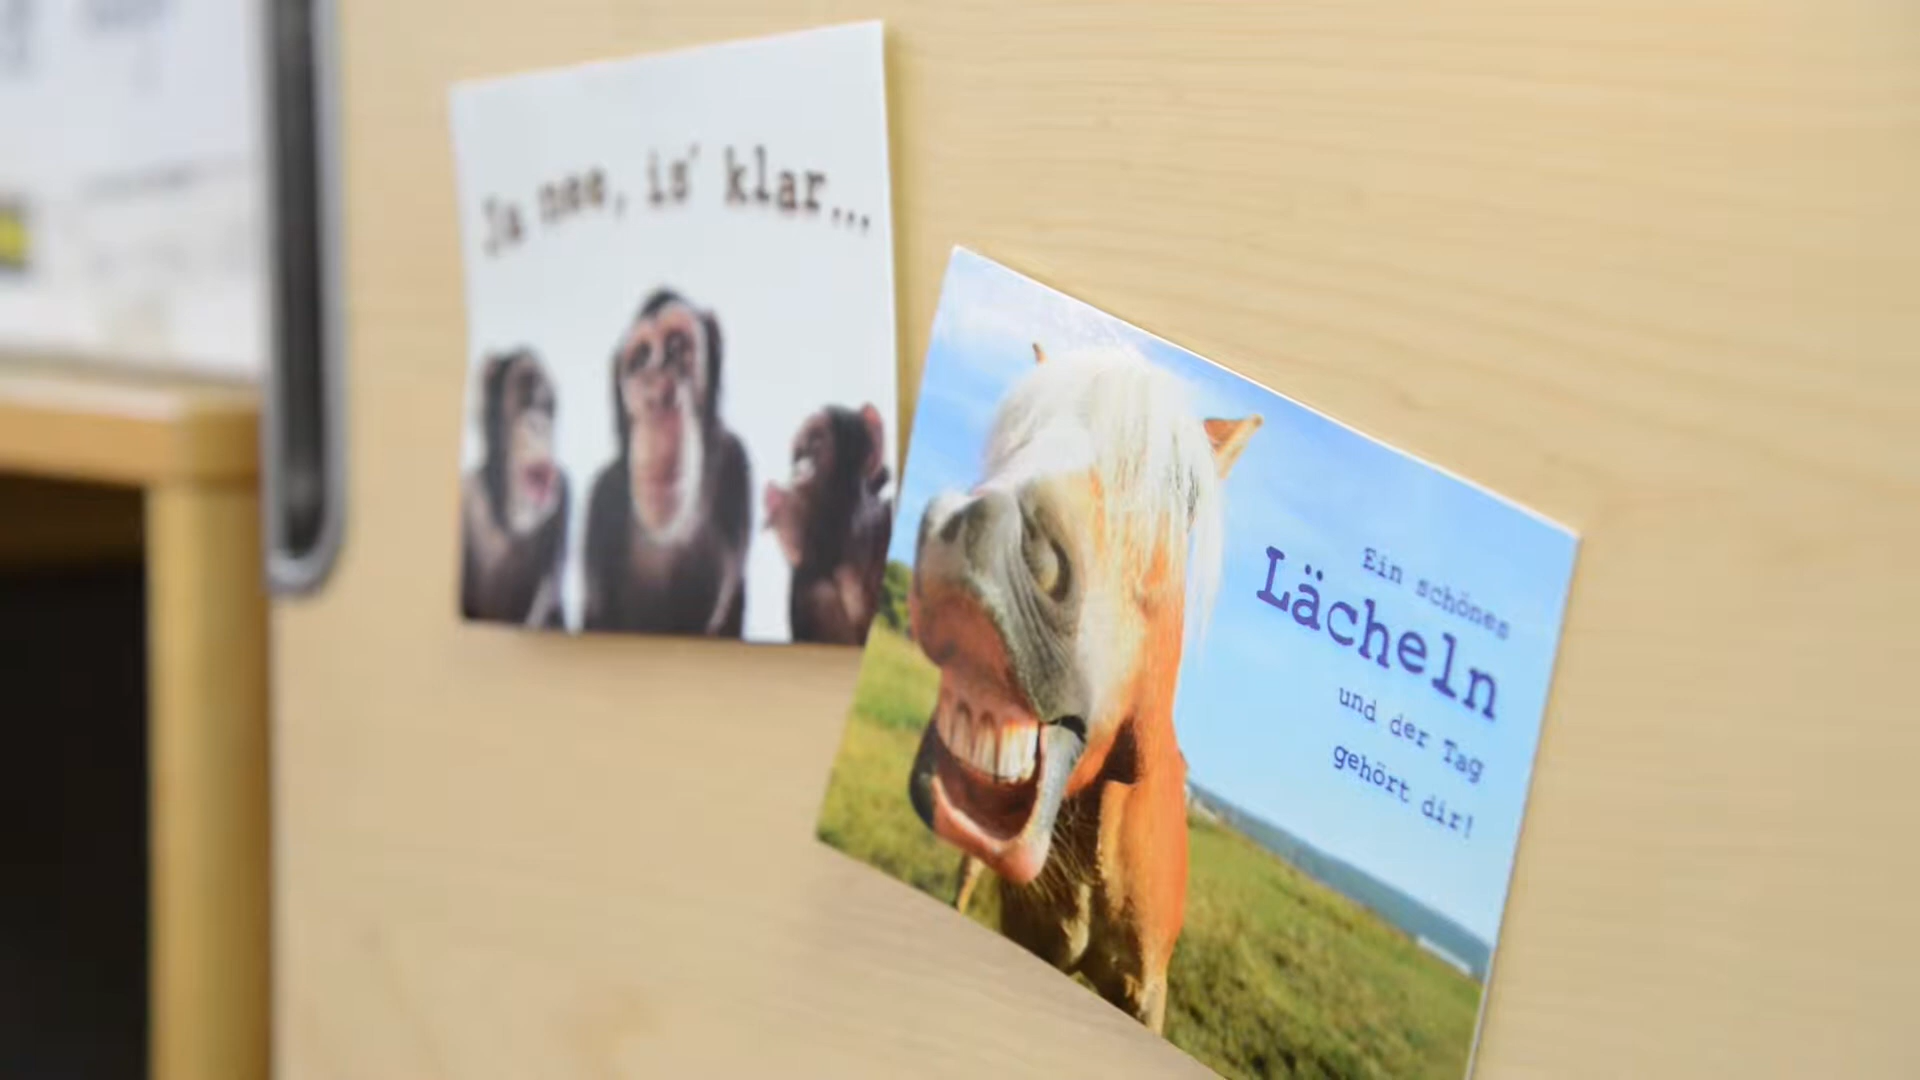 Ja nee, is' klar...
Ein schönes
Lächeln
und der Tag
gehört dir!